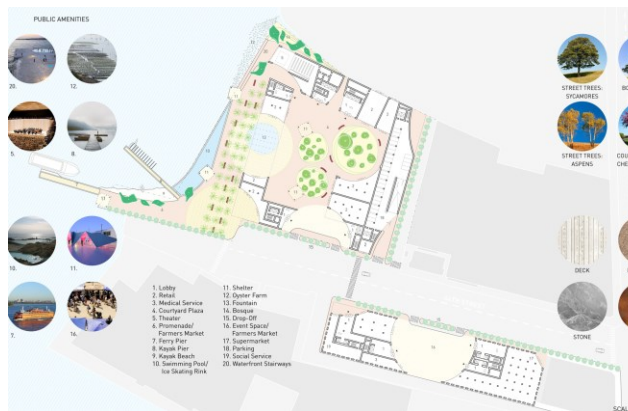 PUBLIC AMENITIES
20.
12.
5.
8.
10.
11.
7.
16.
1. Lobby
2. Retail
3. Medical Service
4. Courtyard Plaza
5. Theater
6. Promenade/
Farmers Market
7. Ferry Pier
8. Kayak Pier
9. Kayak Beach
10. Swimming Pool/
Ice Skating Rink
11. Shelter
12. Oyster Farm
13. Fountain
14. Bosque
15. Drop-Off
16. Event Space/
Farmers Market
17. Supermarket
18. Parking
19. Social Service
20. Waterfront Stairways
STREET TREES:
SYCAMORES
STREET TREES:
ASPENS
DECK
STONE